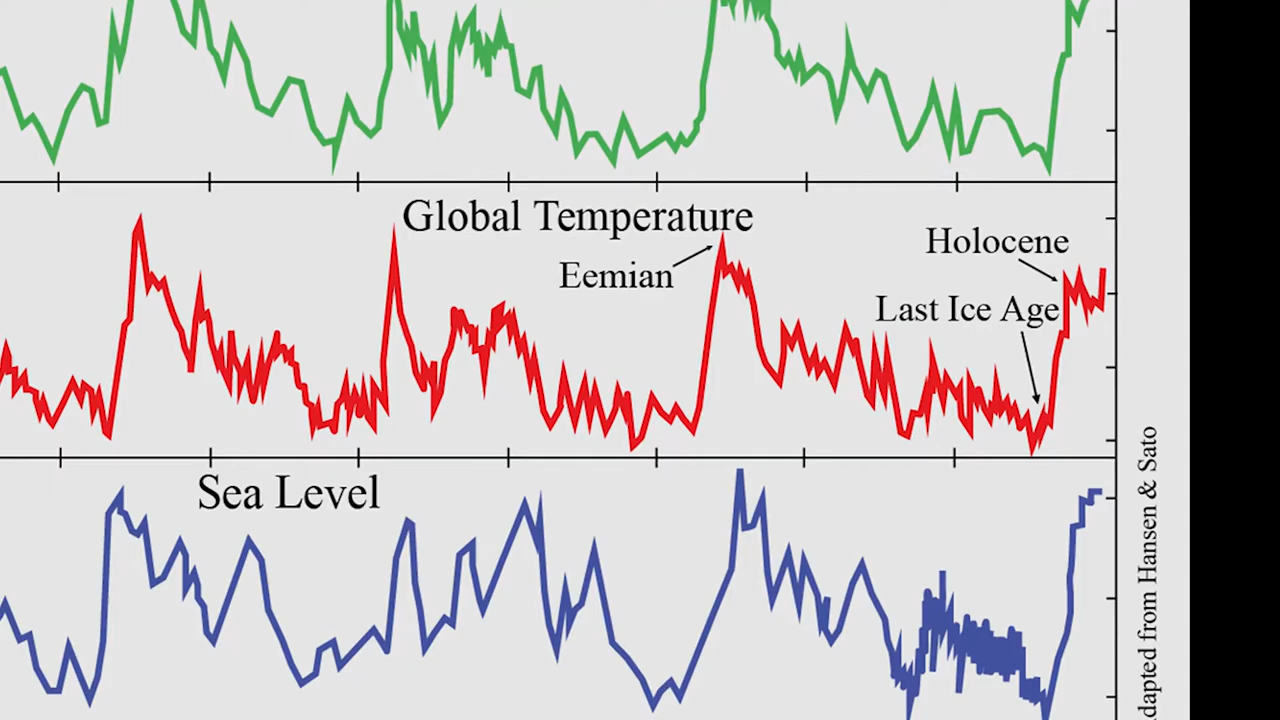 Global Temperature
Eemian
Holocene
Last Ice Age
Sea Level
dapted from Hansen & Sato